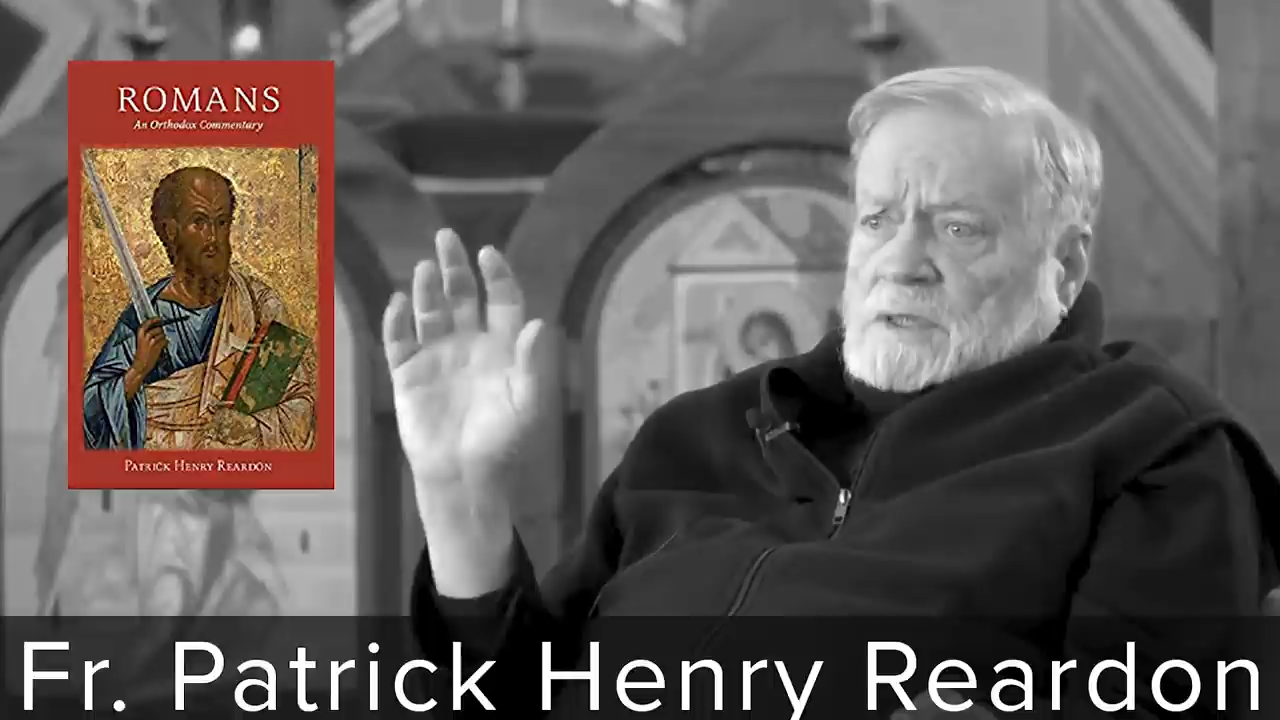 ROMANS
An Orthodox Commentary
PATRICK HENRY REARDON
Fr. Patrick Henry Reardon